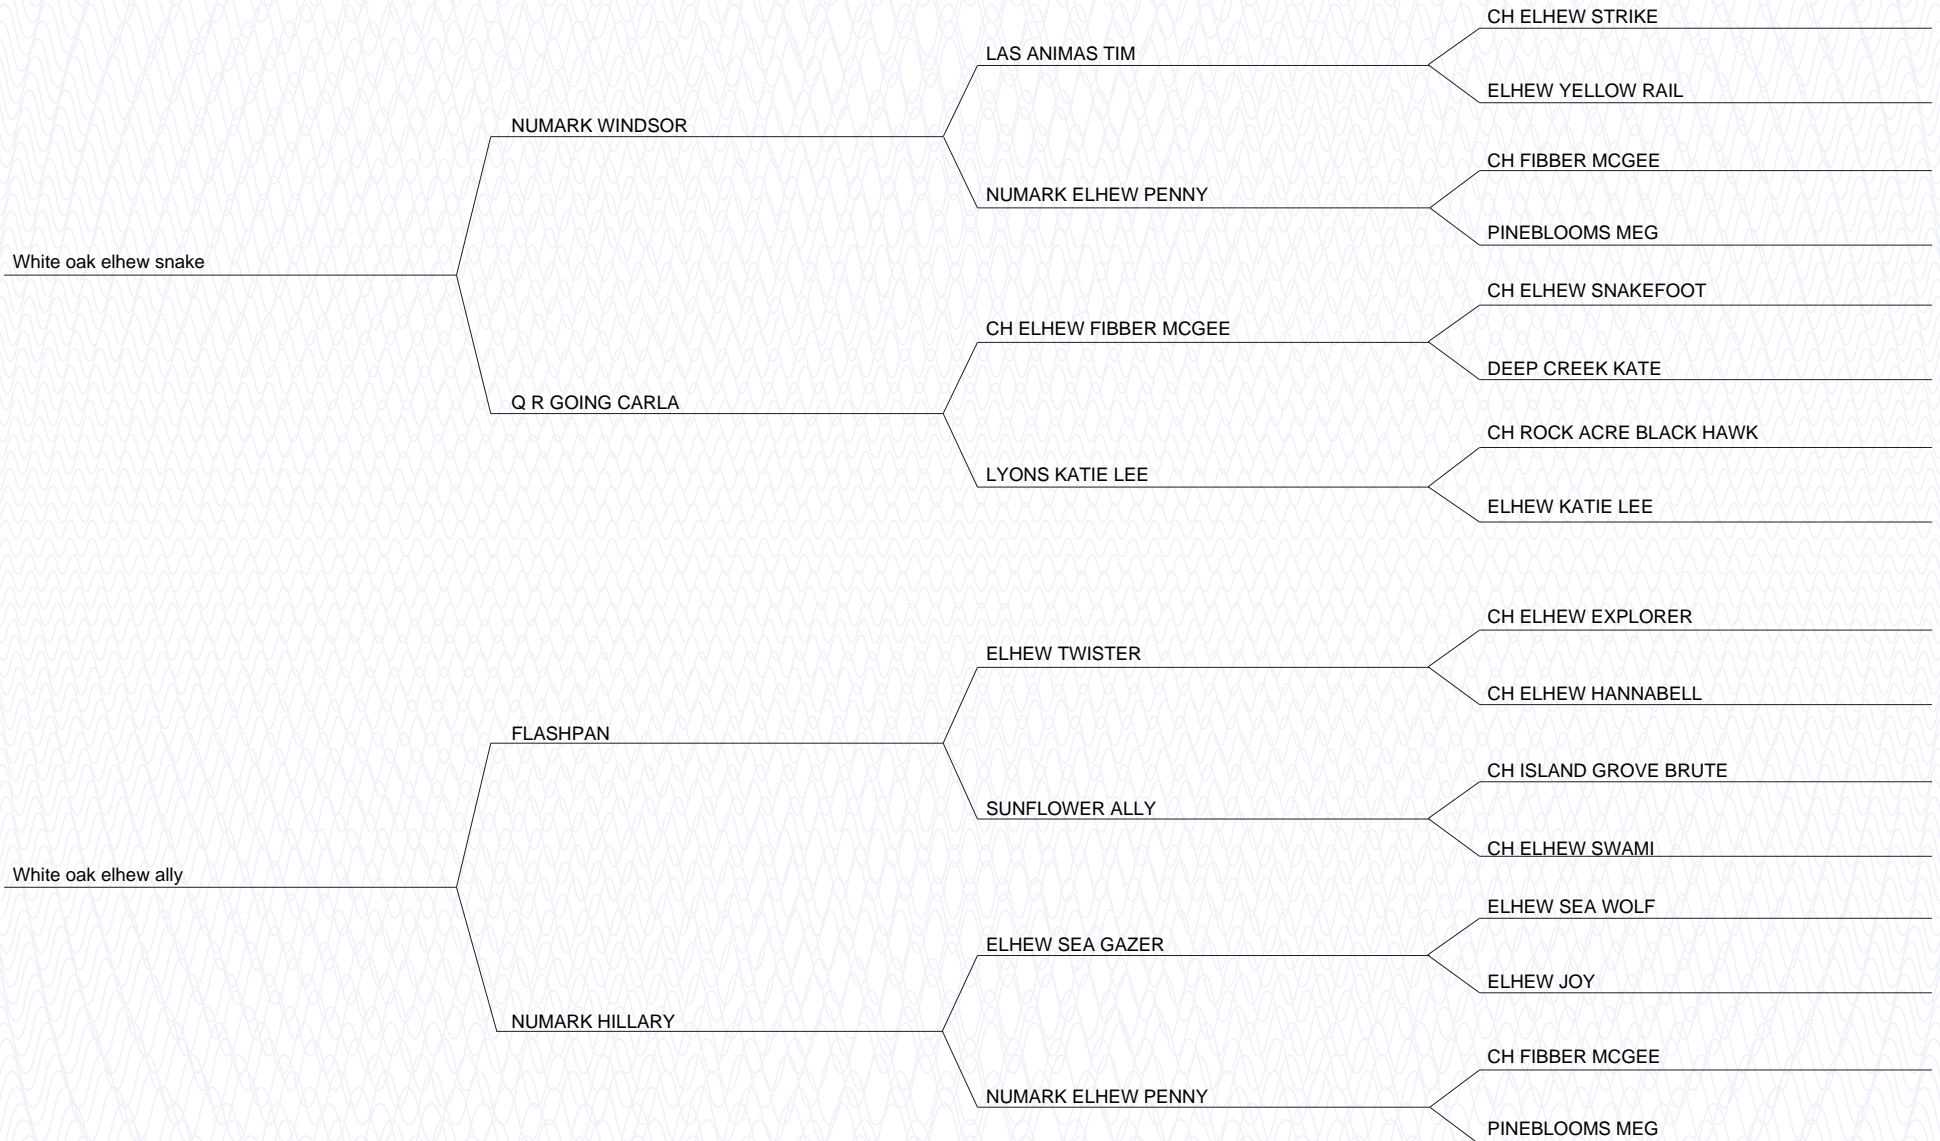 CH ELHEW STRIKE
LAS ANIMAS TIM
ELHEW YELLOW RAIL
NUMARK WINDSOR
CH FIBBER MCGEE
NUMARK ELHEW PENNY
PINEBLOOMS MEG
White oak elhew snake
CH ELHEW SNAKEFOOT
CH ELHEW FIBBER MCGEE
DEEP CREEK KATE
Q R GOING CARLA
CH ROCK ACRE BLACK HAWK
LYONS KATIE LEE
ELHEW KATIE LEE
CH ELHEW EXPLORER
ELHEW TWISTER
CH ELHEW HANNABELL
FLASHPAN
CH ISLAND GROVE BRUTE
SUNFLOWER ALLY
CH ELHEW SWAMI
White oak elhew ally
ELHEW SEA WOLF
ELHEW SEA GAZER
ELHEW JOY
NUMARK HILLARY
CH FIBBER MCGEE
NUMARK ELHEW PENNY
PINEBLOOMS MEG